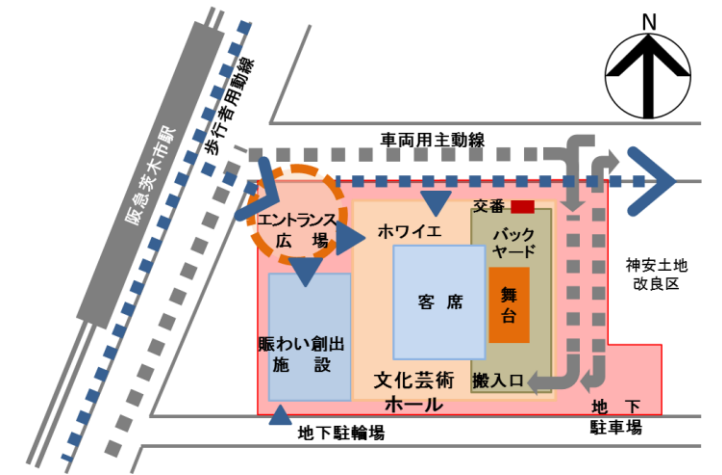 N
歩行者用動線
阪急茨木市駅
車両用主動線
エントランス
広場
交番
ホワイエ
バック
ヤード
神安土地
改良区
客席
舞台
賑わい創出
施設
文化芸術
ホール
搬入口
地下
駐車場
地下駐輪場